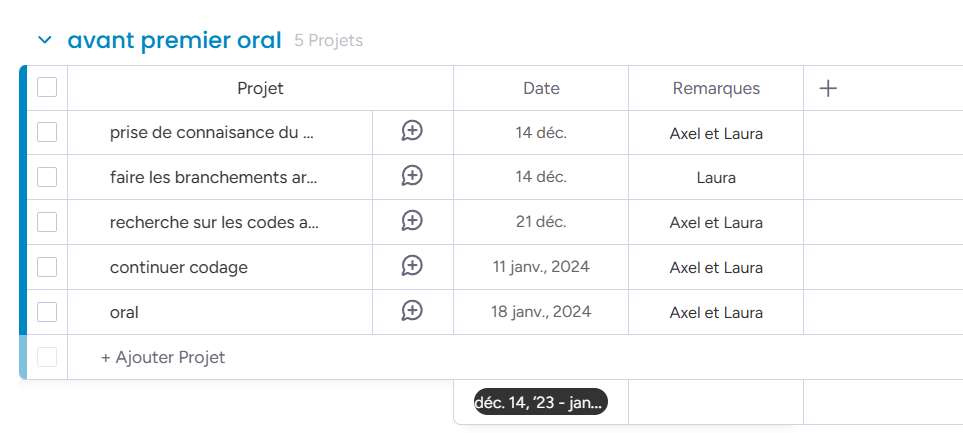 avant premier oral 5 Projets
Projet Date Remarques
prise de connaisance du ... 14 déc. Axel et Laura
faire les branchements ar... 14 déc. Laura
recherche sur les codes a... 21 déc. Axel et Laura
continuer codage 11 janv., 2024 Axel et Laura
oral 18 janv., 2024 Axel et Laura
+ Ajouter Projet
déc. 14, '23 - jan...